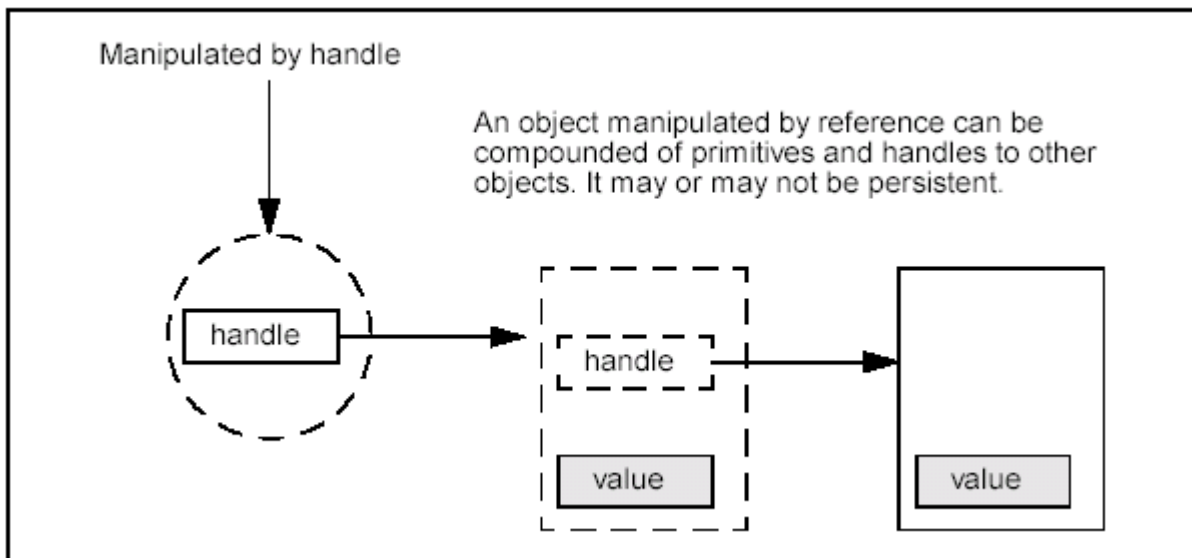 Manipulated by handle
An object manipulated by reference can be
compounded of primitives and handles to other
objects. It may or may not be persistent.
handle
handle
value
value